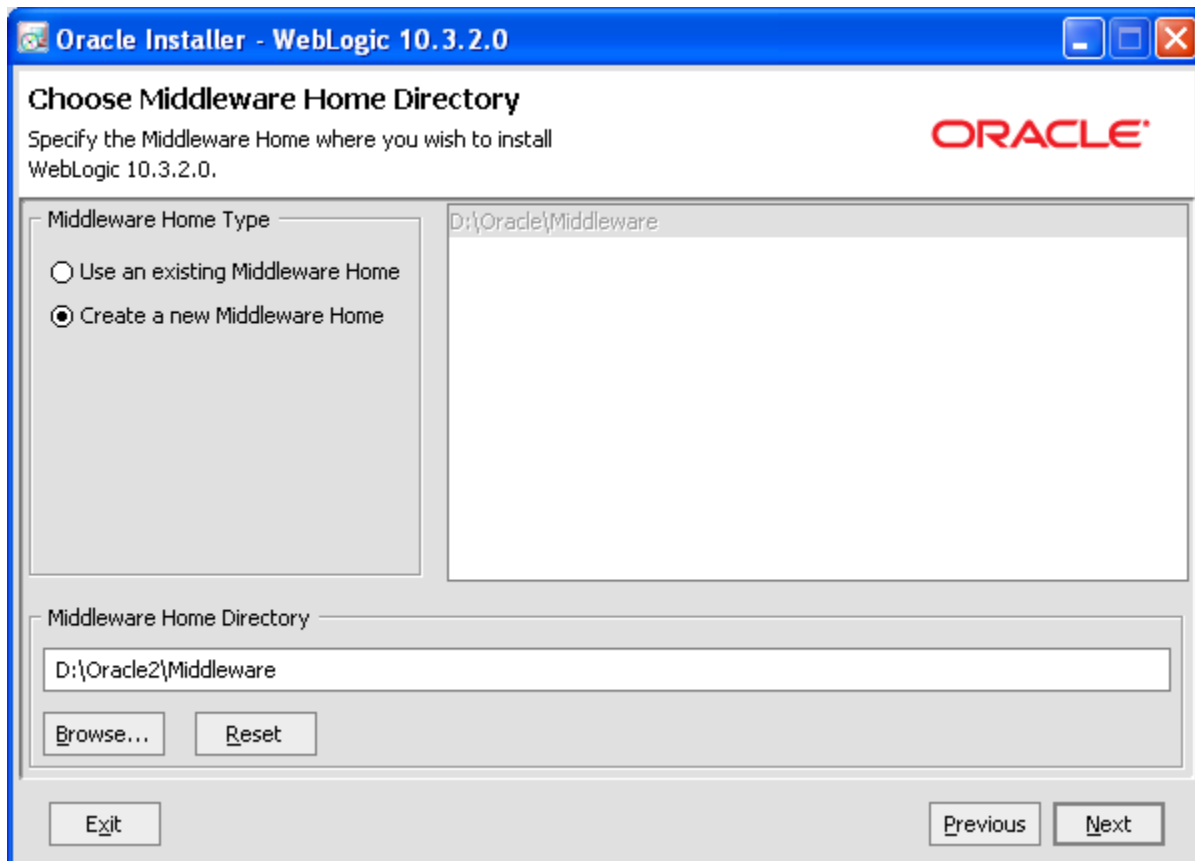 Oracle Installer - WebLogic 10.3.2.0
Choose Middleware Home Directory
Specify the Middleware Home where you wish to install
WebLogic 10.3.2.0.
ORACLE
Middleware Home Type
Use an existing Middleware Home
Create a new Middleware Home
D:\Oracle\Middleware
Middleware Home Directory
D:\Oracle2\Middleware
Browse...
Reset
Exit
Previous
Next